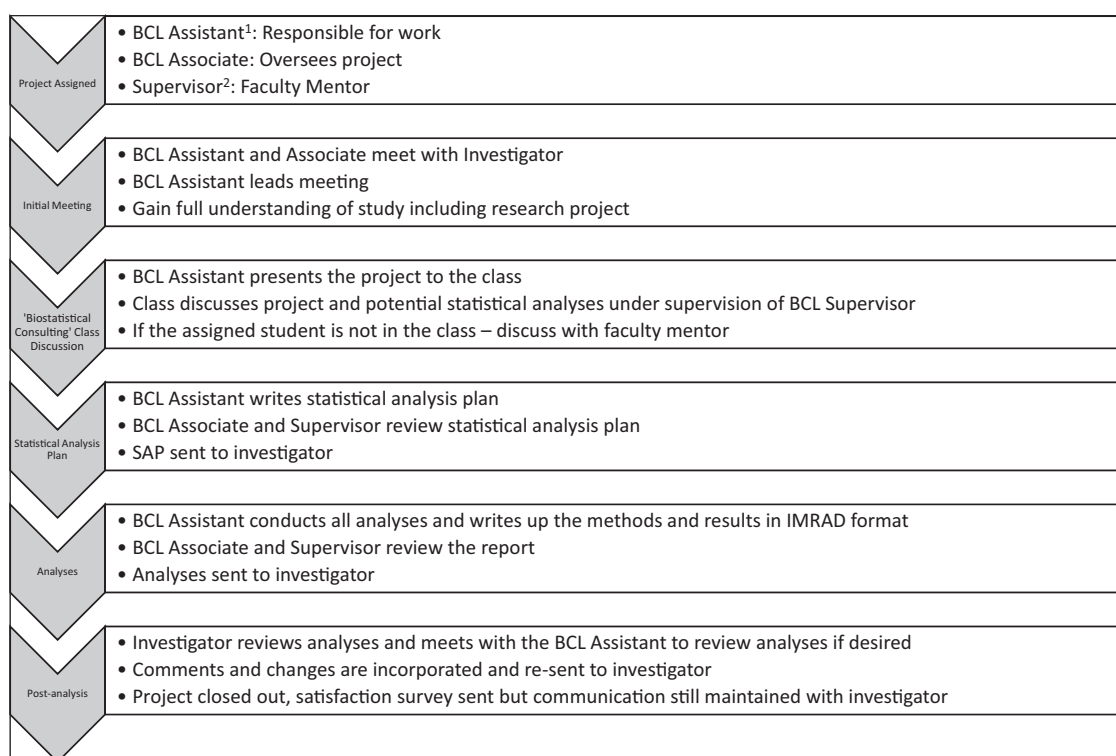 Project Assigned
• BCL Assistant¹: Responsible for work
• BCL Associate: Oversees project
• Supervisor²: Faculty Mentor
Initial Meeting
• BCL Assistant and Associate meet with Investigator
• BCL Assistant leads meeting
• Gain full understanding of study including research project
'Biostatistical
Consulting' Class
Discussion
• BCL Assistant presents the project to the class
• Class discusses project and potential statistical analyses under supervision of BCL Supervisor
• If the assigned student is not in the class – discuss with faculty mentor
Statistical Analysis
Plan
• BCL Assistant writes statistical analysis plan
• BCL Associate and Supervisor review statistical analysis plan
• SAP sent to investigator
Analyses
• BCL Assistant conducts all analyses and writes up the methods and results in IMRAD format
• BCL Associate and Supervisor review the report
• Analyses sent to investigator
Post-analysis
• Investigator reviews analyses and meets with the BCL Assistant to review analyses if desired
• Comments and changes are incorporated and re-sent to investigator
• Project closed out, satisfaction survey sent but communication still maintained with investigator